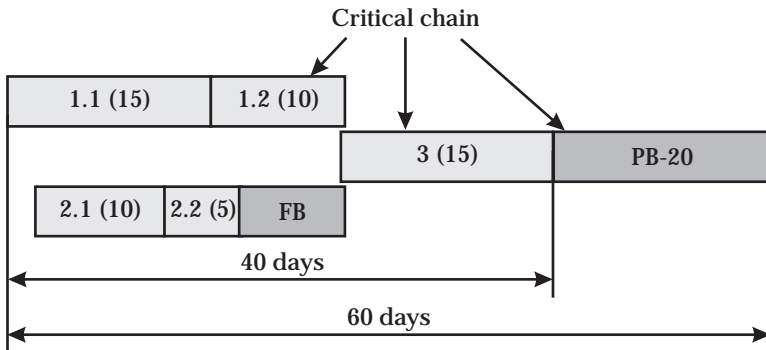 Critical chain
1.1 (15) 1.2 (10)
3 (15) PB-20
2.1 (10) 2.2 (5) FB
40 days
60 days